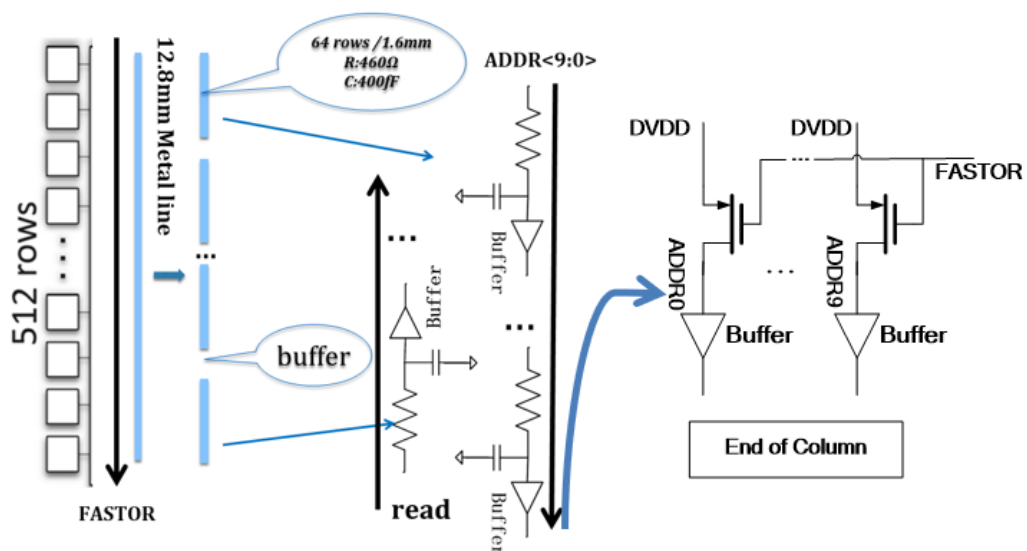 512 rows
FASTOR
12.8mm Metal line
64 rows /1.6mm
R:460Ω
C:400fF
...
buffer
...
Buffer
read
ADDR<9:0>
Buffer
...
Buffer
DVDD
DVDD
...
FASTOR
ADDR0
...
ADDR9
Buffer
Buffer
End of Column